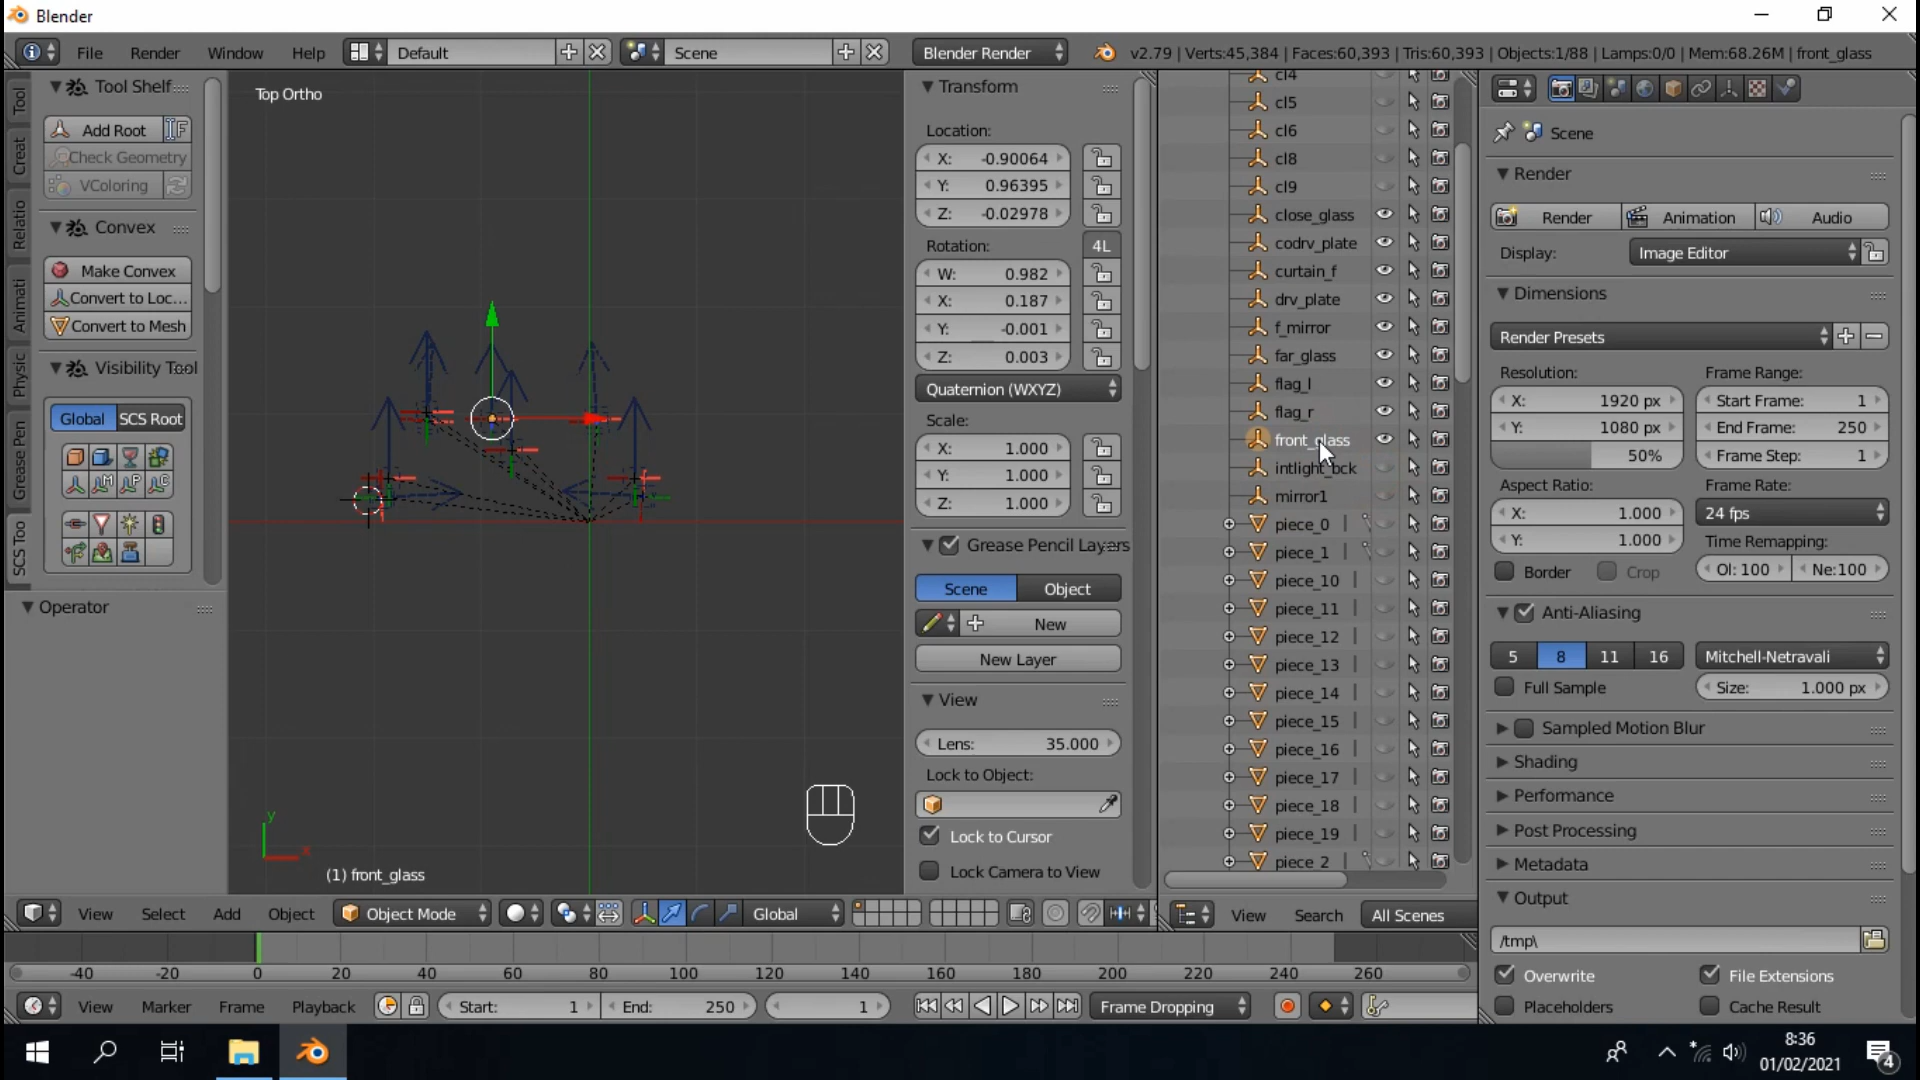 Blender
File Render Window Help Default Scene Blender Render v2.79 | Verts:45,384 | Faces:60,393 | Tris:60,393 | Objects:1/88 | Lamps:0/0 | Mem:68.26M | front_glass
Tool
Creat
Relatio
Animati
Physic
Grease Pen
SCS Too
Tool Shelf
Add Root F
Check Geometry
VColoring
Convex
Make Convex
Convert to Loc...
Convert to Mesh
Visibility Tool
Global SCS Root
Operator
Top Ortho
y
x
(1) front_glass
Transform
Location:
X: -0.90064
Y: 0.96395
Z: -0.02978
Rotation: 4L
W: 0.982
X: 0.187
Y: -0.001
Z: 0.003
Quaternion (WXYZ)
Scale:
X: 1.000
Y: 1.000
Z: 1.000
Grease Pencil Layers
Scene Object
New
New Layer
View
Lens: 35.000
Lock to Object:
Lock to Cursor
Lock Camera to View
cl4
cl5
cl6
cl8
cl9
close_glass
codrv_plate
curtain_f
drv_plate
f_mirror
far_glass
flag_l
flag_r
front_glass
intlight_bck
mirror1
piece_0
piece_1
piece_10
piece_11
piece_12
piece_13
piece_14
piece_15
piece_16
piece_17
piece_18
piece_19
piece_2
Scene
Render
Render Animation Audio
Display: Image Editor
Dimensions
Render Presets
Resolution: Frame Range:
X: 1920 px Start Frame: 1
Y: 1080 px End Frame: 250
50% Frame Step: 1
Aspect Ratio: Frame Rate:
X: 1.000 24 fps
Y: 1.000 Time Remapping:
Border Crop Ol: 100 Ne:100
Anti-Aliasing
5 8 11 16 Mitchell-Netravali
Full Sample Size: 1.000 px
Sampled Motion Blur
Shading
Performance
Post Processing
Metadata
Output
/tmp\
Overwrite File Extensions
Placeholders Cache Result
View Select Add Object Object Mode Global
View Search All Scenes
-40 -20 0 20 40 60 80 100 120 140 160 180 200 220 240 260
View Marker Frame Playback Start: 1 End: 250 1 Frame Dropping
8:36
01/02/2021
4